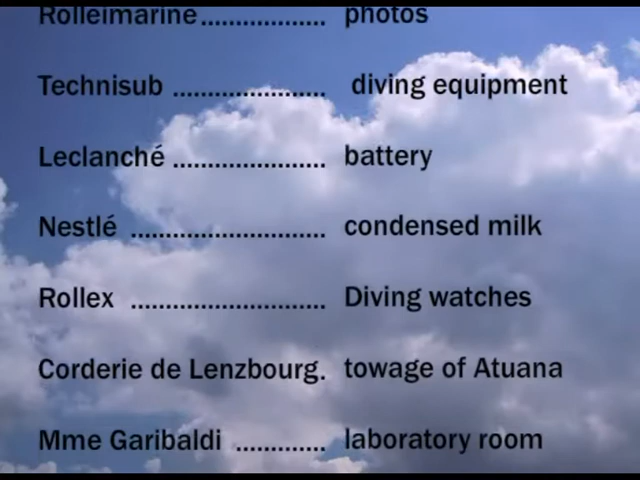 Rolleimarine.................. photos
Technisub ...................... diving equipment
Leclanché ...................... battery
Nestlé ............................ condensed milk
Rollex ............................ Diving watches
Corderie de Lenzbourg. towage of Atuana
Mme Garibaldi ............. laboratory room